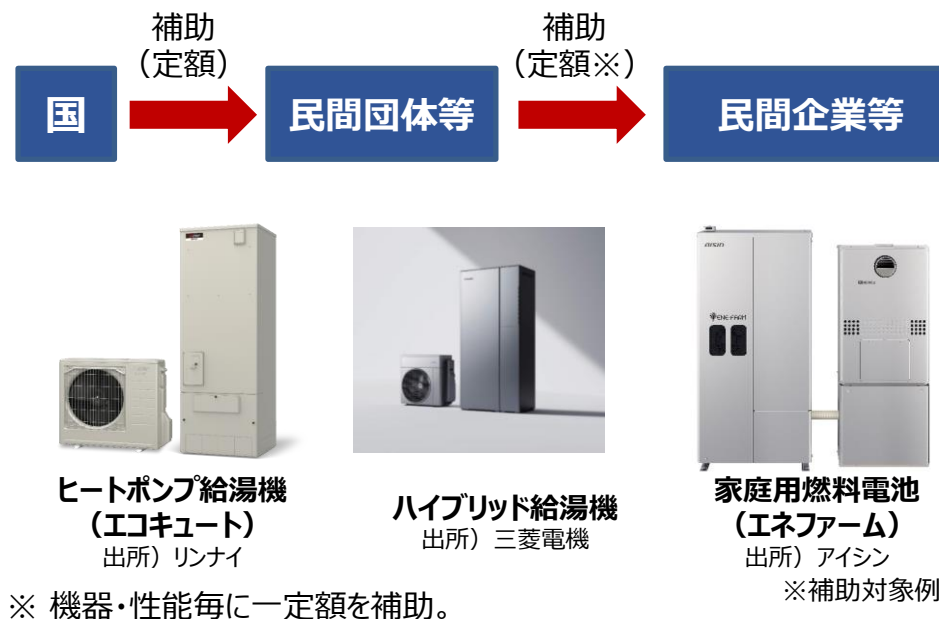 補助
（定額）
補助
（定額※）
国
民間団体等
民間企業等
AISIN
ENE・FARM
ヒートポンプ給湯機
（エコキュート）
出所）リンナイ
ハイブリッド給湯機
出所）三菱電機
家庭用燃料電池
（エネファーム）
出所）アイシン
※補助対象例
※ 機器・性能毎に一定額を補助。